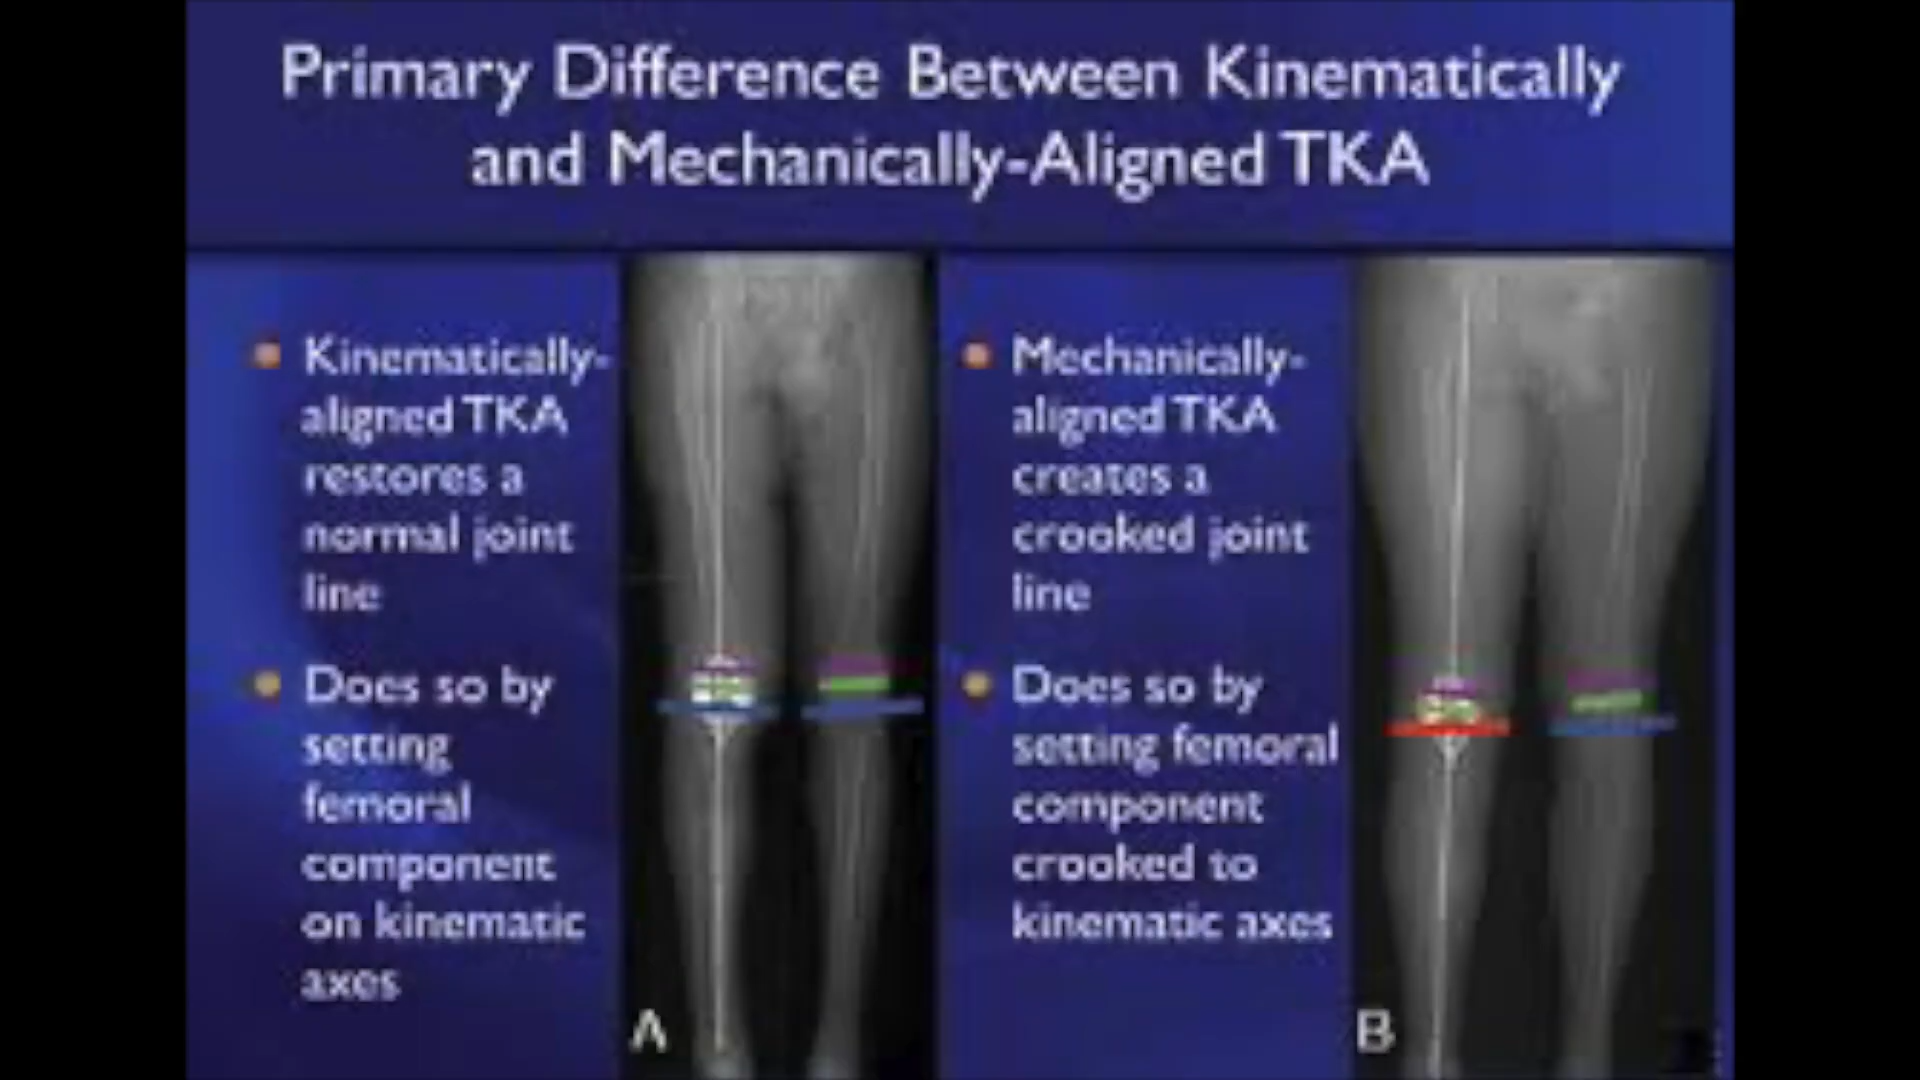 Primary Difference Between Kinematically
and Mechanically-Aligned TKA
Kinematically-
aligned TKA
restores a
normal joint
line
Does so by
setting
femoral
component
on kinematic
axes
A
Mechanically-
aligned TKA
creates a
crooked joint
line
Does so by
setting femoral
component
crooked to
kinematic axes
B